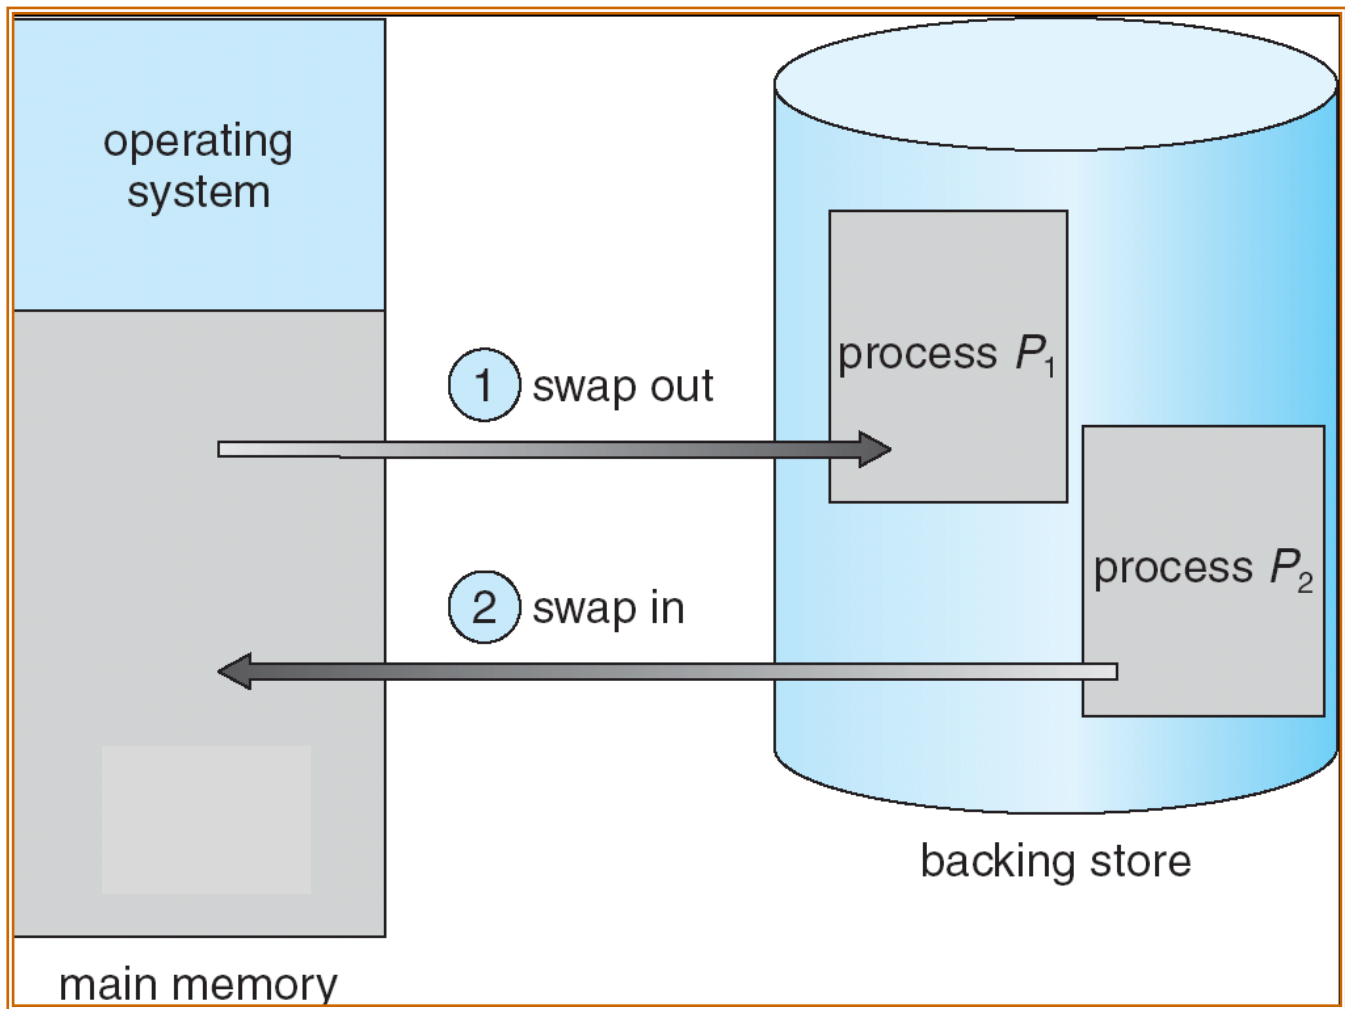 operating
system
process P1
1 swap out
process P2
2 swap in
backing store
main memory